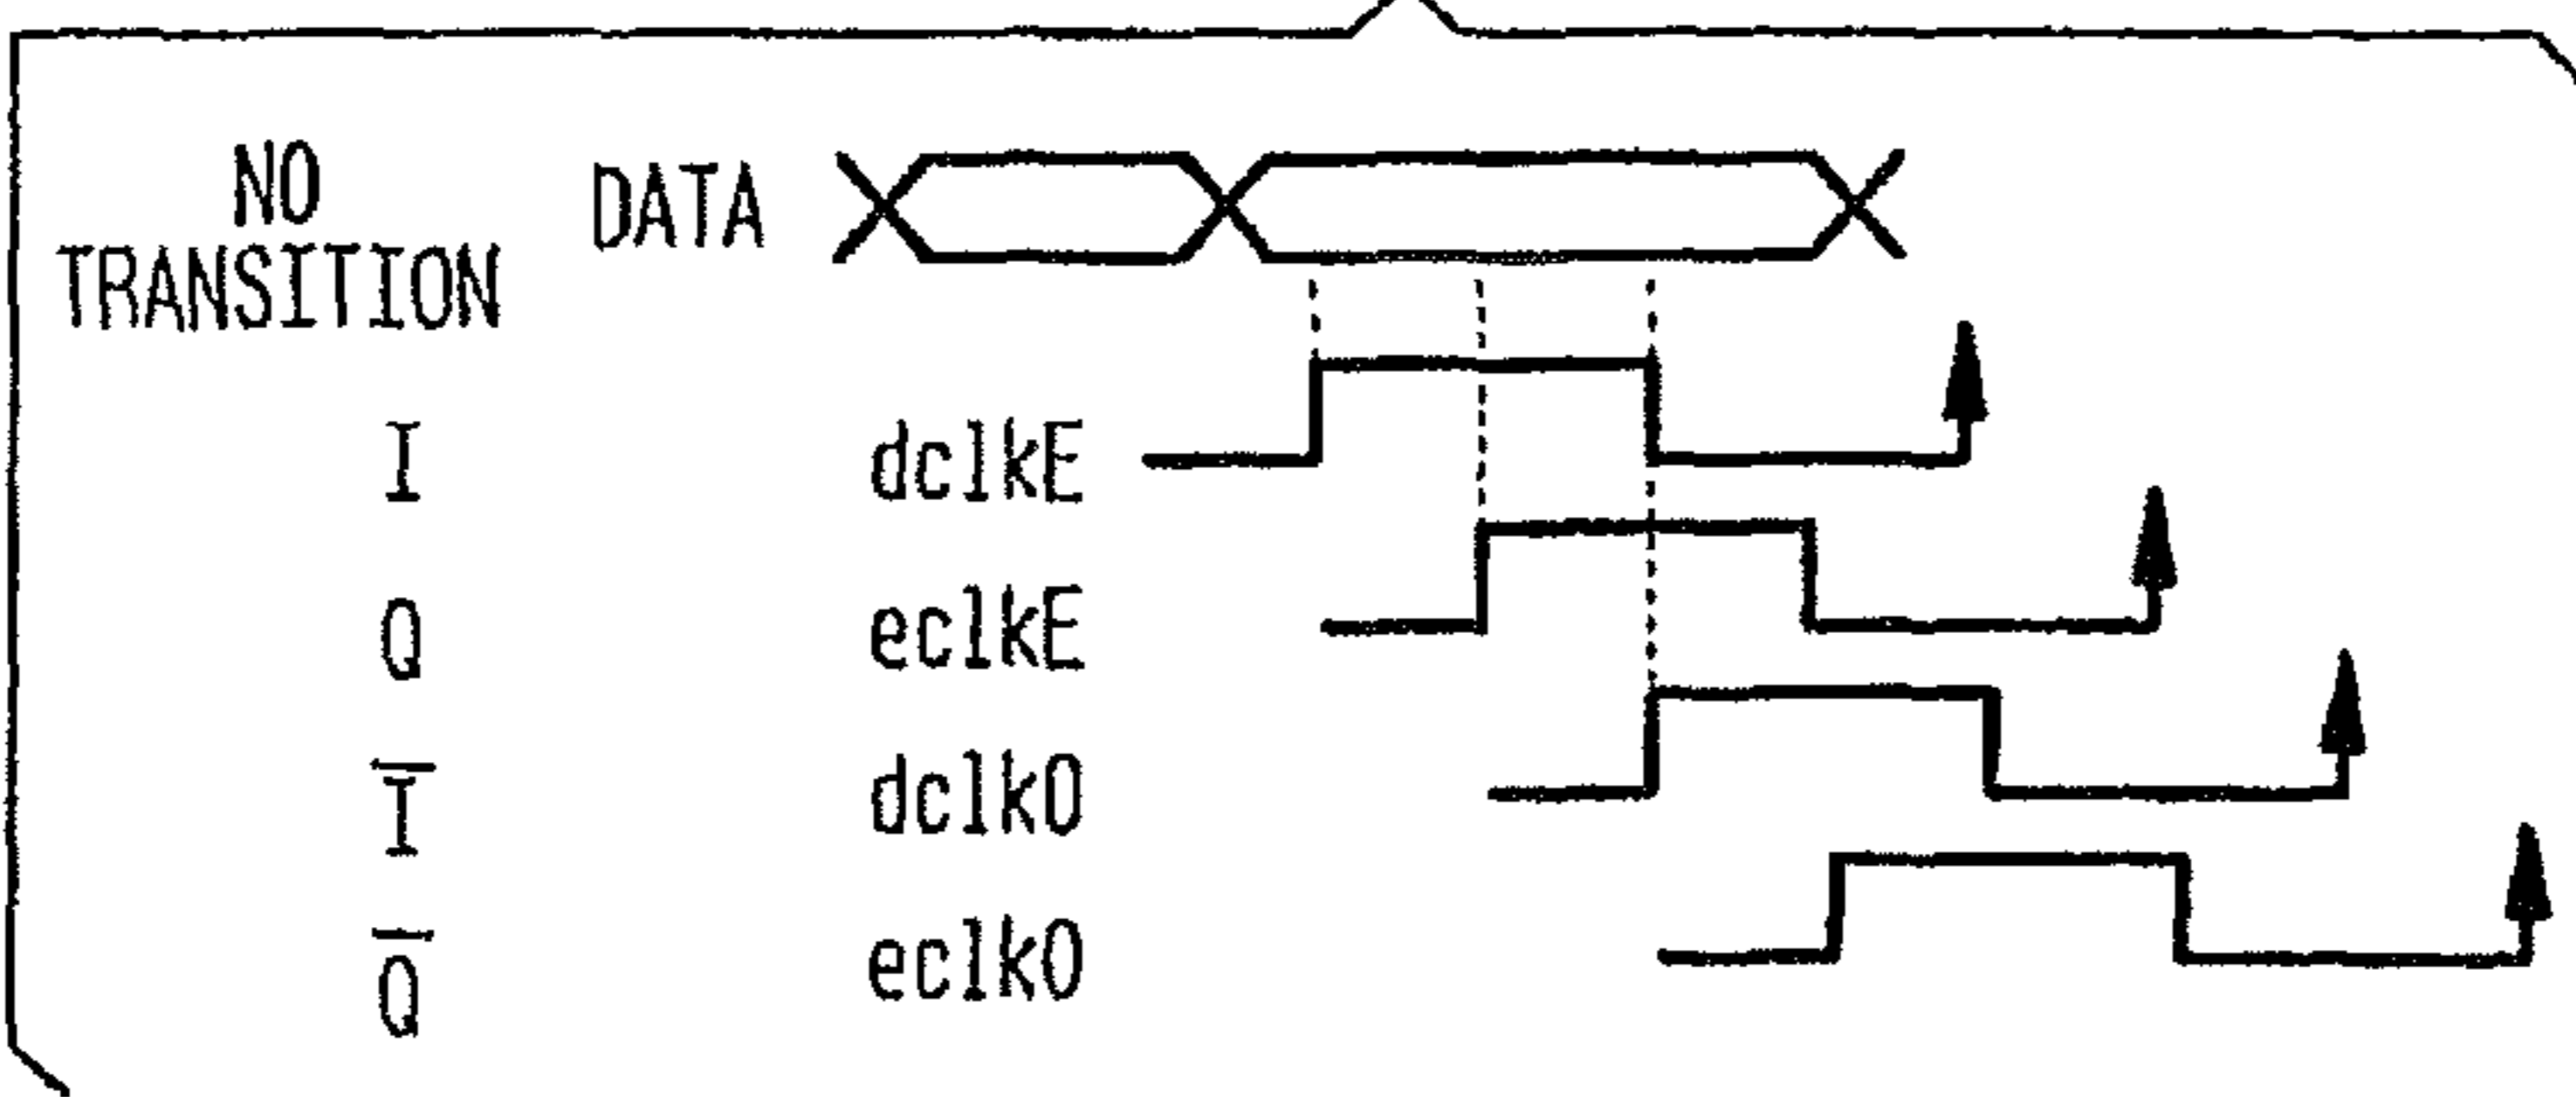 NO
TRANSITION DATA
I dclkE
Q eclkE
I̅ dclkO
Q̅ eclkO